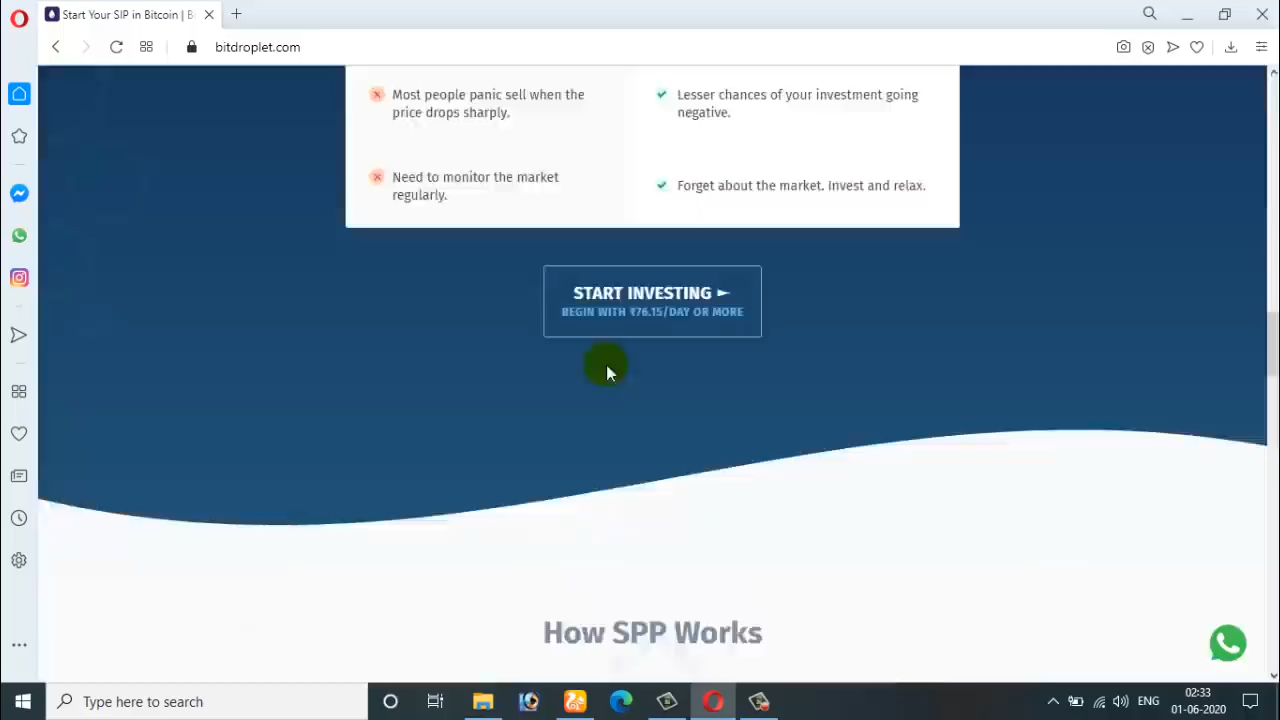 Start Your SIP in Bitcoin | B
bitdroplet.com
Most people panic sell when the
price drops sharply.
Lesser chances of your investment going
negative.
Need to monitor the market
regularly.
Forget about the market. Invest and relax.
START INVESTING ►
BEGIN WITH ₹76.15/DAY OR MORE
How SPP Works
Type here to search
ENG
02:33
01-06-2020